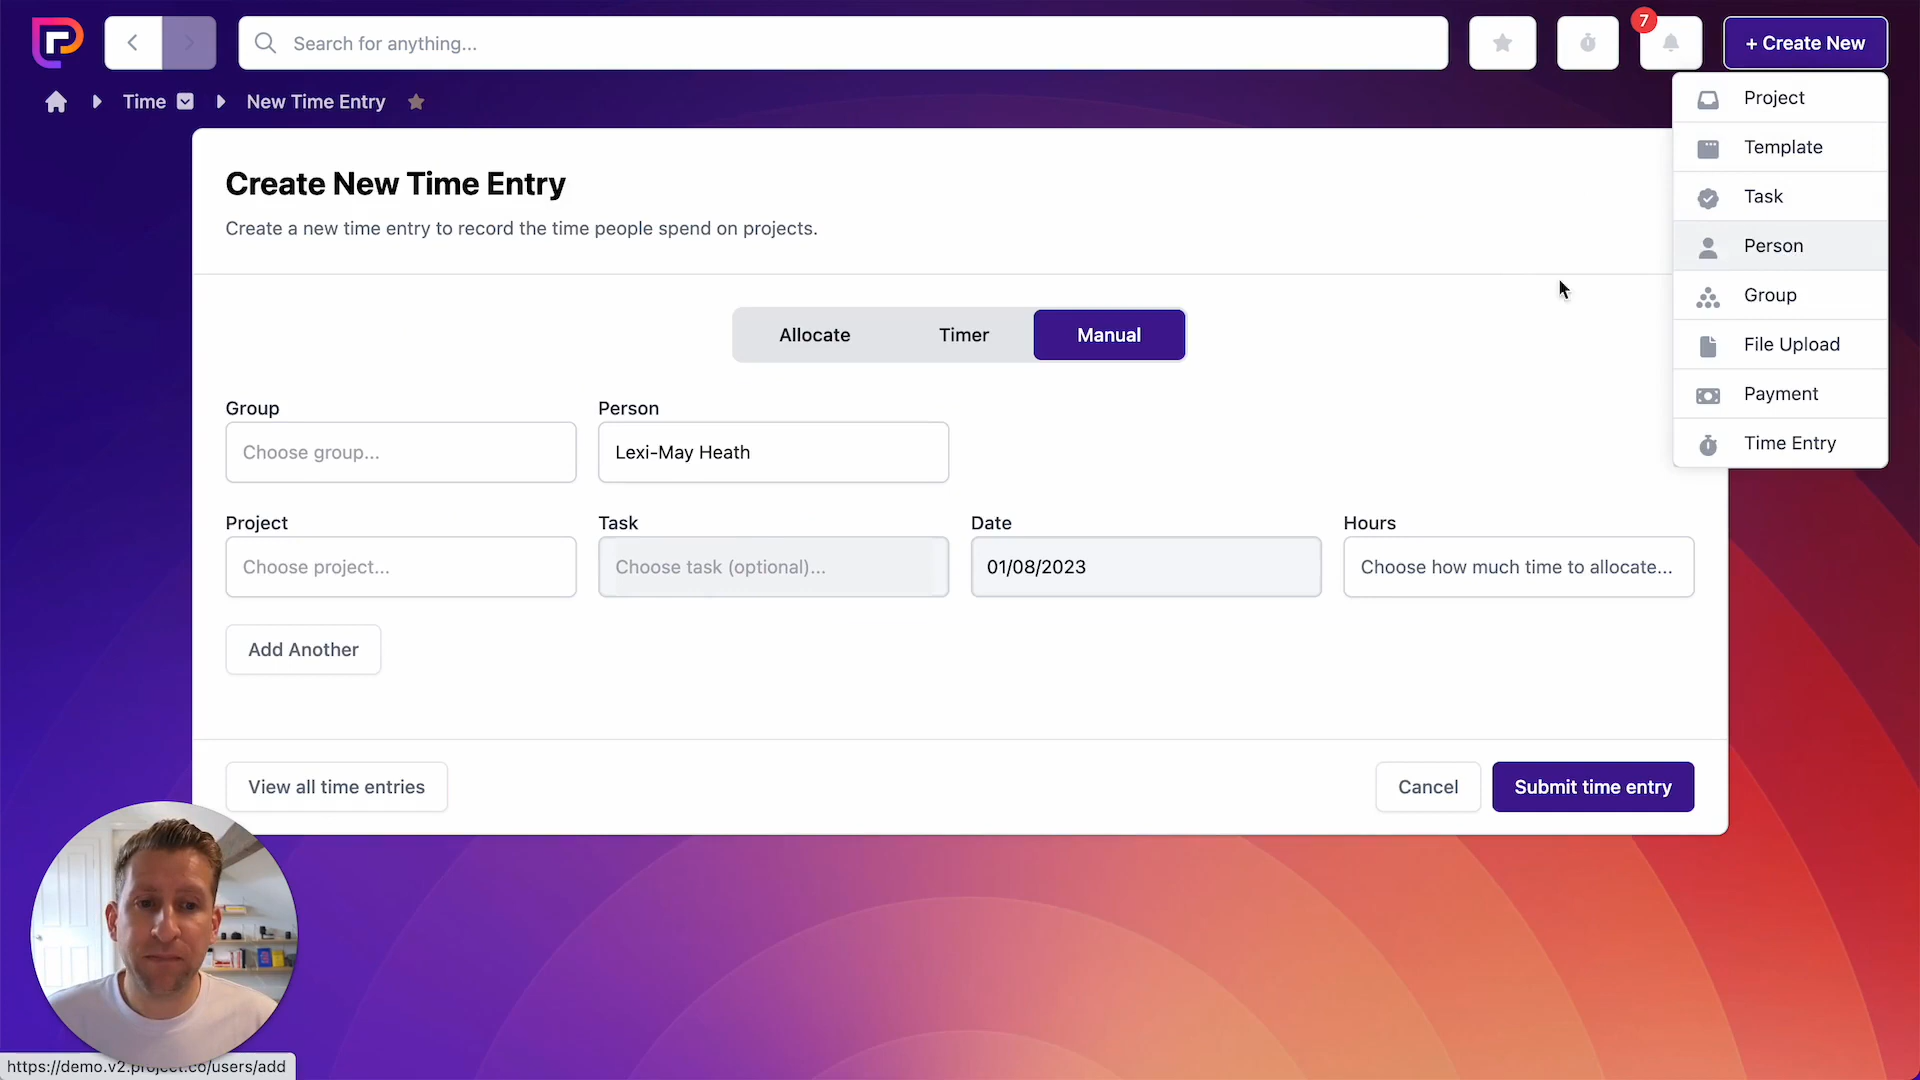 Search for anything...
7
+ Create New
Time
New Time Entry
Project
Template
Task
Person
Group
File Upload
Payment
Time Entry
Create New Time Entry
Create a new time entry to record the time people spend on projects.
Allocate
Timer
Manual
Group
Person
Choose group...
Lexi-May Heath
Project
Task
Date
Hours
Choose project...
Choose task (optional)...
01/08/2023
Choose how much time to allocate...
Add Another
View all time entries
Cancel
Submit time entry
https://demo.v2.project.co/users/add